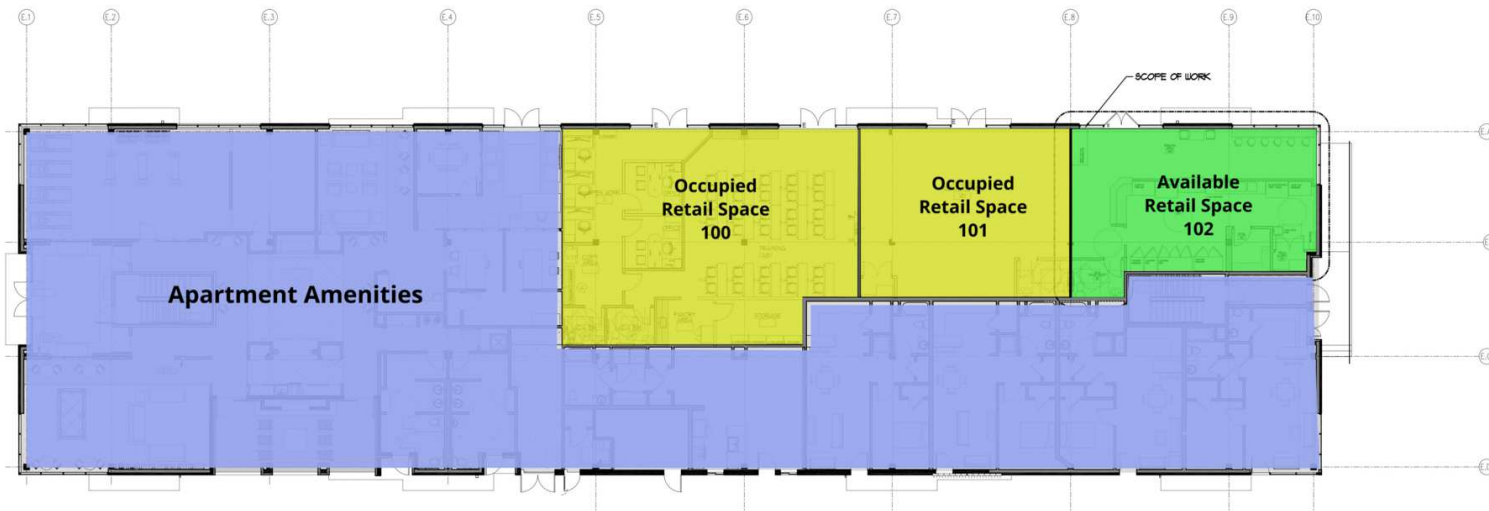 E.1
E.2
E.3
E.4
E.5
E.6
E.7
E.8
E.9
E.10
SCOPE OF WORK
E.A
Occupied
Retail Space
100
Occupied
Retail Space
101
Available
Retail Space
102
Apartment Amenities